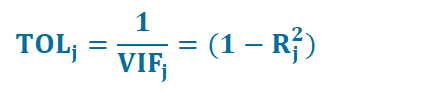 TOLⱼ = 1/VIFⱼ = (1 − Rⱼ²)